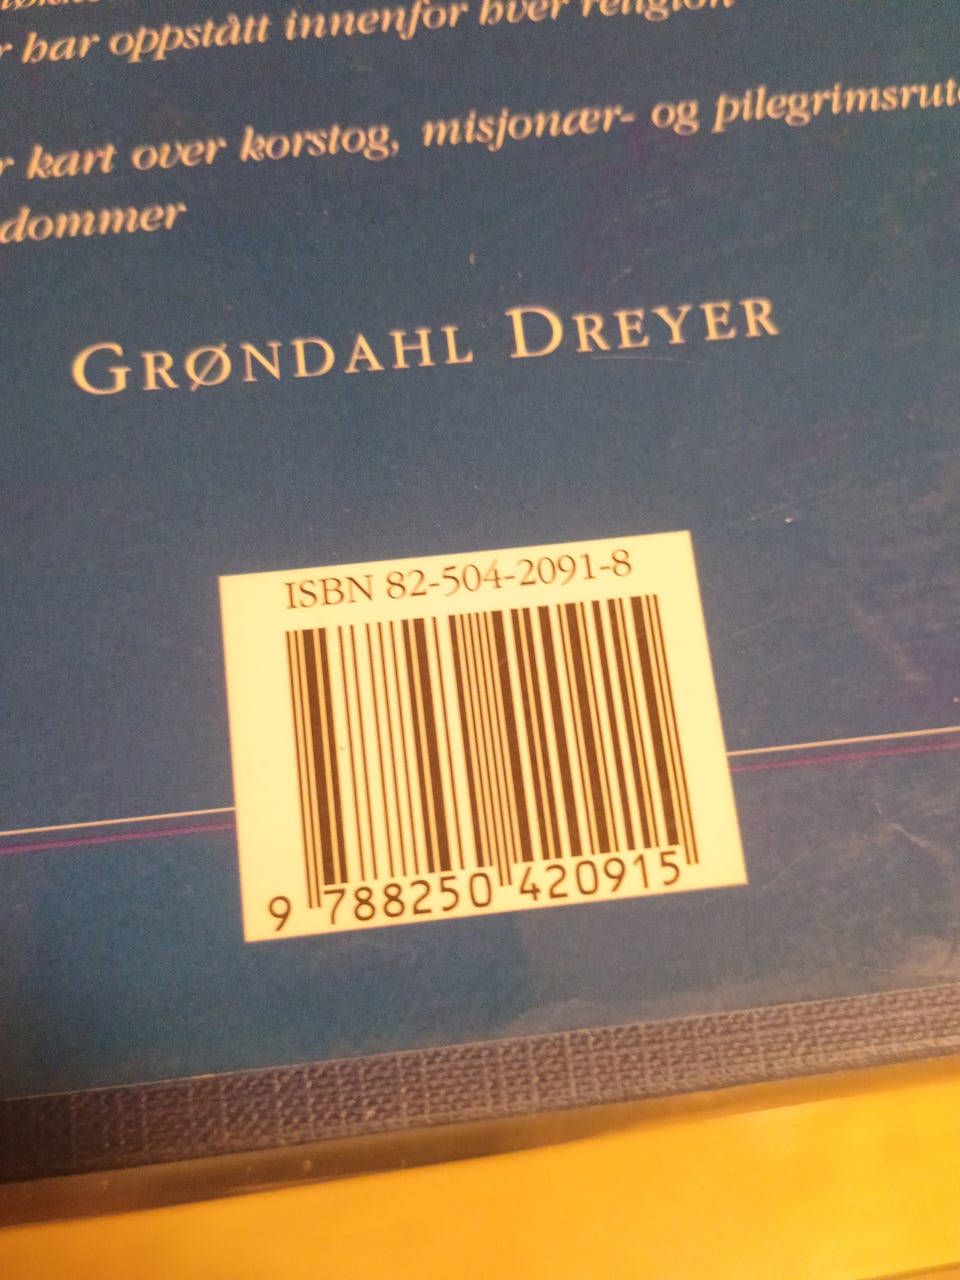 har oppstått innenfor hver religion
kart over korstog, misjonær- og pilegrimsrut
dommer
GRØNDAHL DREYER
ISBN 82-504-2091-8
9 788250 420915